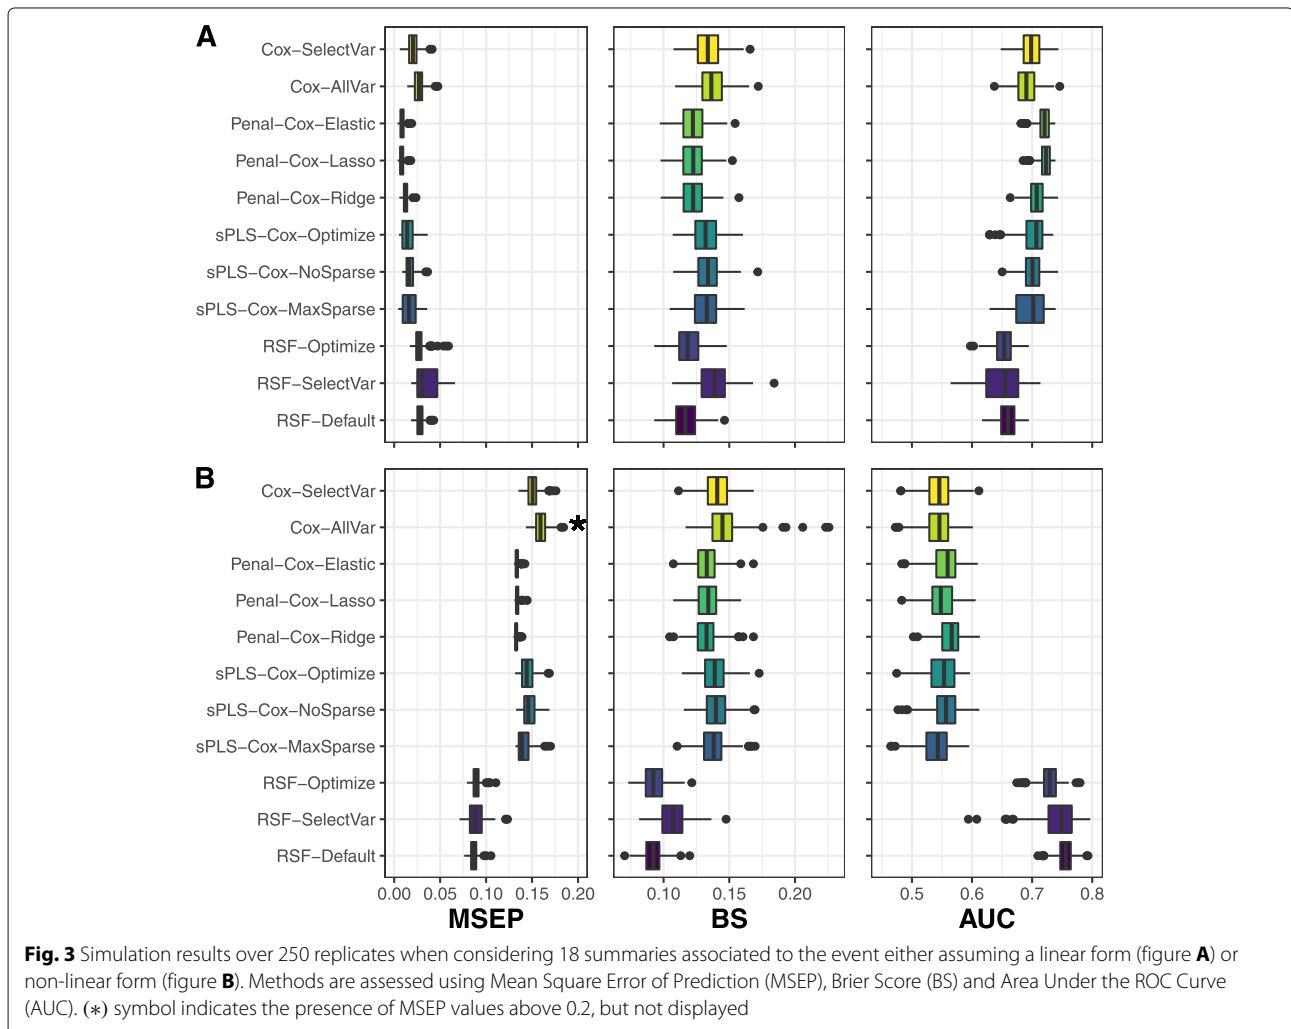 A
Cox−SelectVar
Cox−AllVar
Penal−Cox−Elastic
Penal−Cox−Lasso
Penal−Cox−Ridge
sPLS−Cox−Optimize
sPLS−Cox−NoSparse
sPLS−Cox−MaxSparse
RSF−Optimize
RSF−SelectVar
RSF−Default
B
Cox−SelectVar
Cox−AllVar
*
Penal−Cox−Elastic
Penal−Cox−Lasso
Penal−Cox−Ridge
sPLS−Cox−Optimize
sPLS−Cox−NoSparse
sPLS−Cox−MaxSparse
RSF−Optimize
RSF−SelectVar
RSF−Default
0.00 0.05 0.10 0.15 0.20 0.10 0.15 0.20 0.5 0.6 0.7 0.8
MSEP BS AUC
Fig. 3 Simulation results over 250 replicates when considering 18 summaries associated to the event either assuming a linear form (figure A) or
non-linear form (figure B). Methods are assessed using Mean Square Error of Prediction (MSEP), Brier Score (BS) and Area Under the ROC Curve
(AUC). (∗) symbol indicates the presence of MSEP values above 0.2, but not displayed